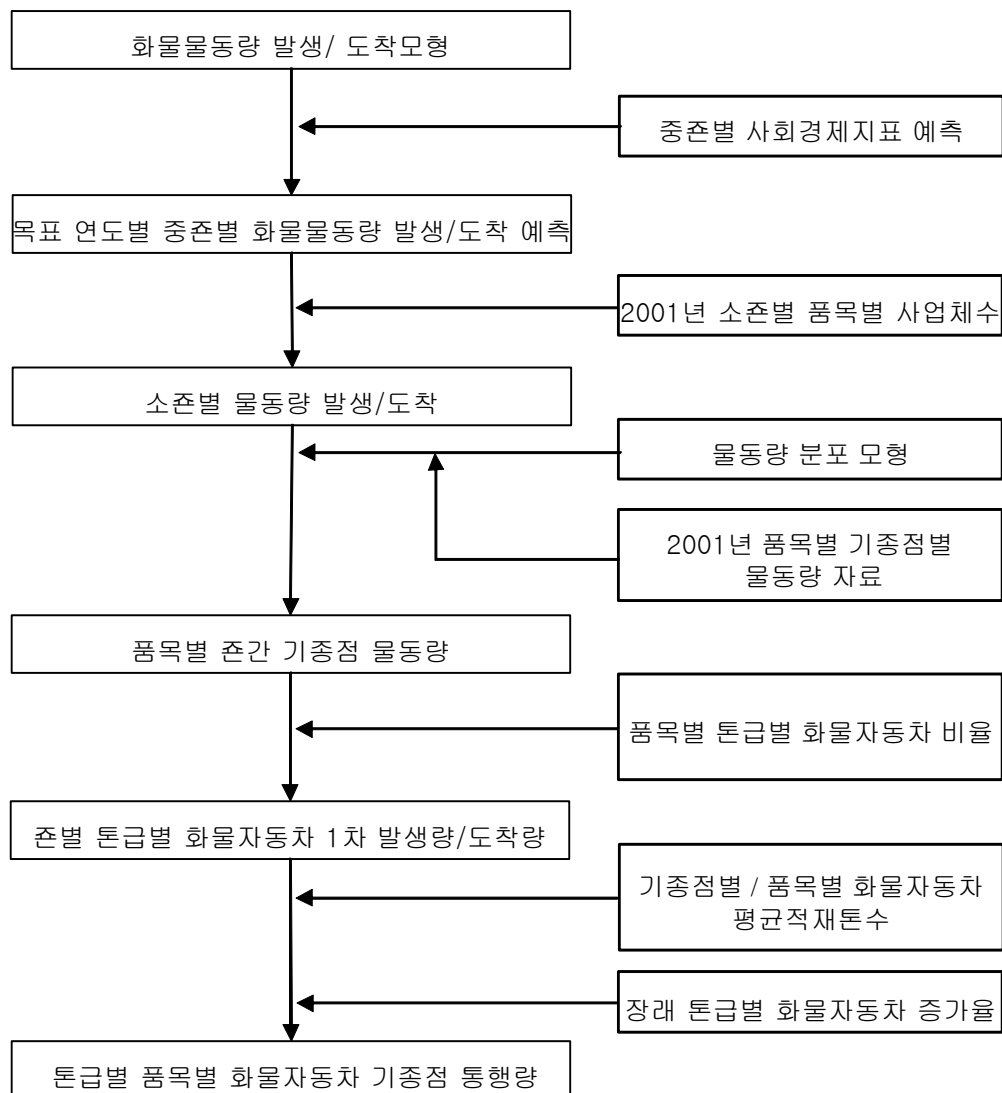 화물물동량 발생/ 도착모형
중죤별 사회경제지표 예측
목표 연도별 중죤별 화물물동량 발생/도착 예측
2001년 소죤별 품목별 사업체수
소죤별 물동량 발생/도착
물동량 분포 모형
2001년 품목별 기종점별
물동량 자료
품목별 죤간 기종점 물동량
품목별 톤급별 화물자동차 비율
죤별 톤급별 화물자동차 1차 발생량/도착량
기종점별 / 품목별 화물자동차
평균적재톤수
장래 톤급별 화물자동차 증가율
톤급별 품목별 화물자동차 기종점 통행량